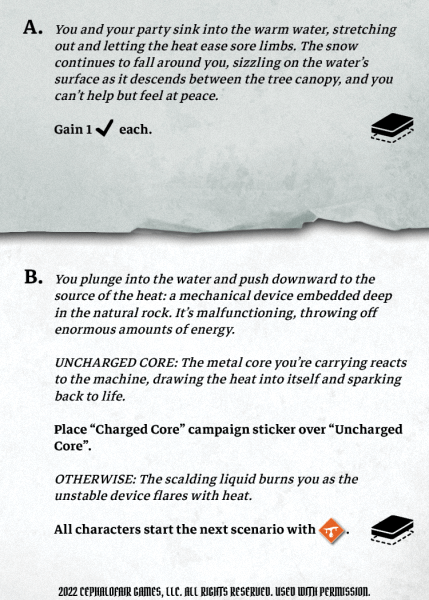 A. You and your party sink into the warm water, stretching
out and letting the heat ease sore limbs. The snow
continues to fall around you, sizzling on the water's
surface as it descends between the tree canopy, and you
can't help but feel at peace.
Gain 1 ✔ each.
B. You plunge into the water and push downward to the
source of the heat: a mechanical device embedded deep
in the natural rock. It's malfunctioning, throwing off
enormous amounts of energy.
UNCHARGED CORE: The metal core you're carrying reacts
to the machine, drawing the heat into itself and sparking
back to life.
Place “Charged Core” campaign sticker over “Uncharged
Core”.
OTHERWISE: The scalding liquid burns you as the
unstable device flares with heat.
All characters start the next scenario with .
2022 CEPHALOFAIR GAMES, LLC. ALL RIGHTS RESERVED. USED WITH PERMISSION.